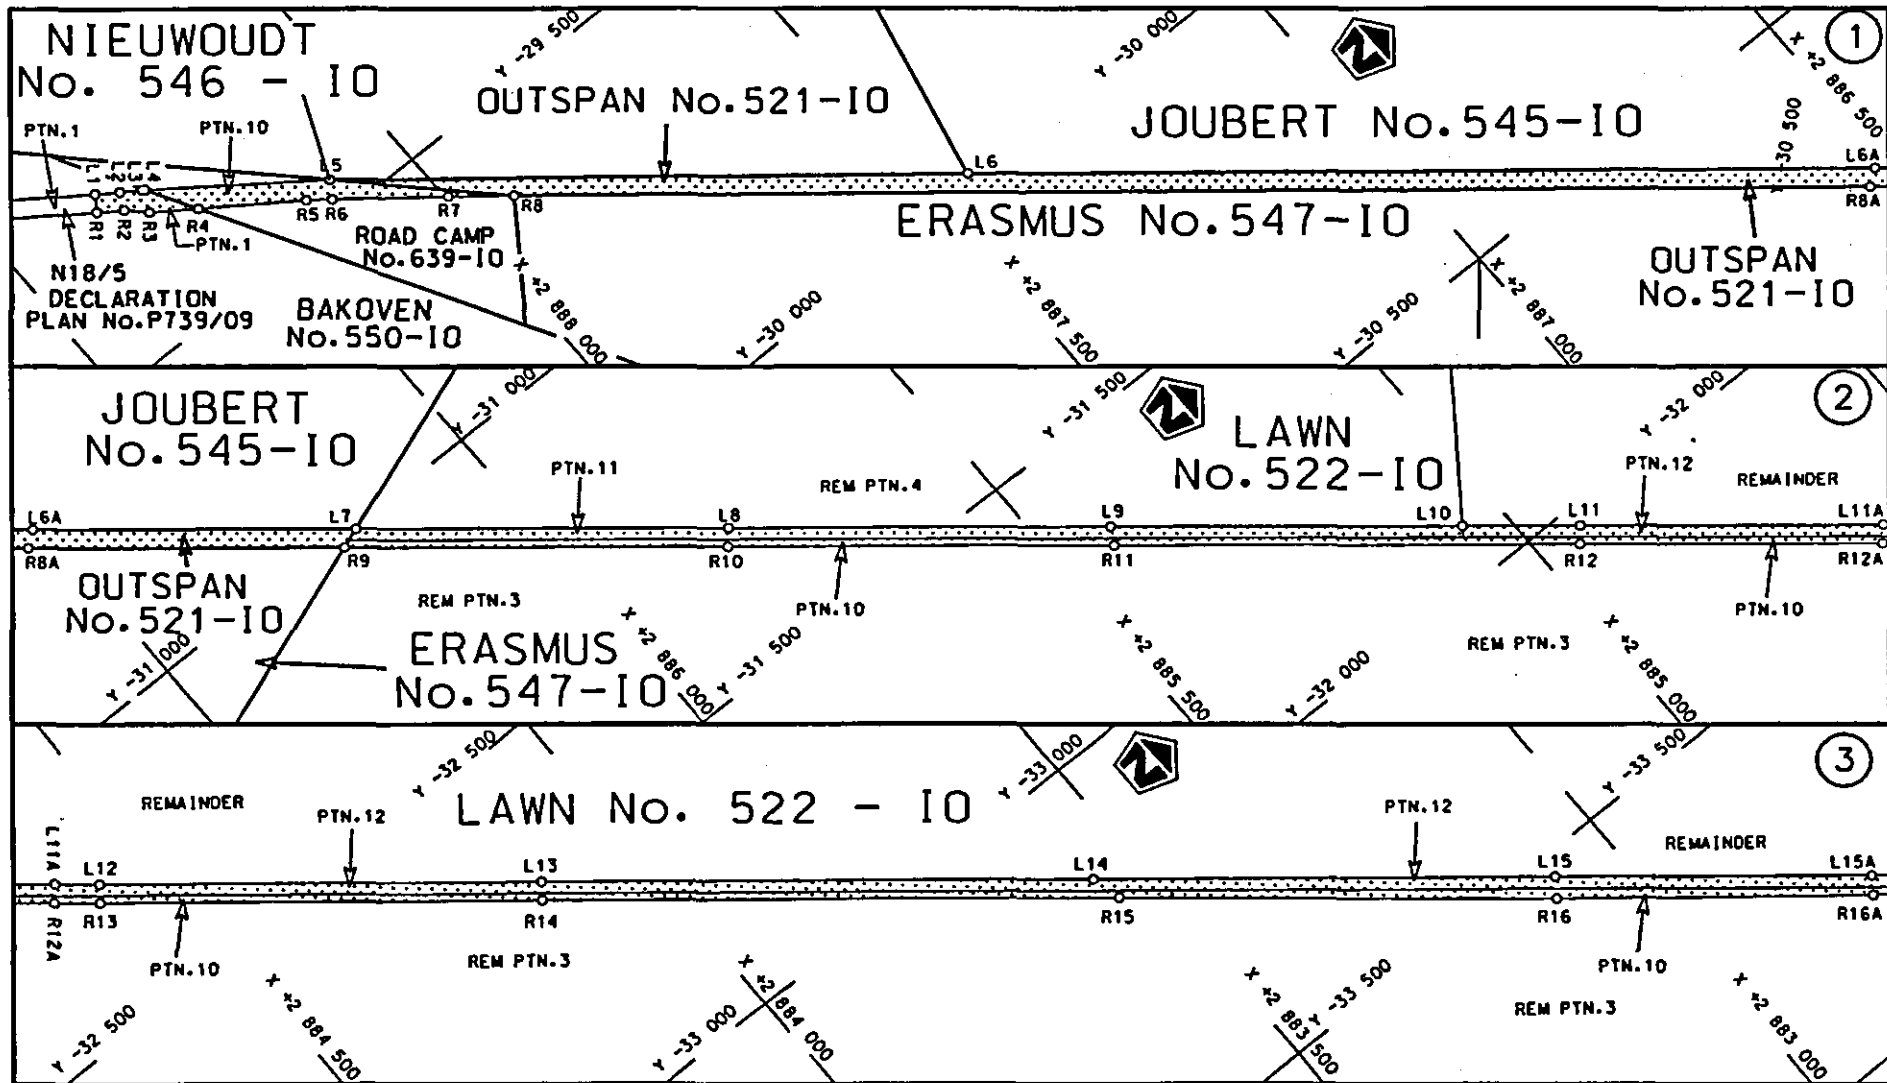 NIEUWOUDT
No. 546 - IO
Y -29 500
OUTSPAN No.521-IO
Y -30 000
JOUBERT No.545-IO
X +2 886 500
1
PTN.1
PTN.10
L1
L2
L3
L4
L5
L6
Y -30 500
L6A
R1
R2
R3
R4
PTN.1
R5
R6
R7
R8
R8A
N18/5
DECLARATION
PLAN No.P739/09
ROAD CAMP
No.639-IO
BAKOVEN
No.550-IO
ERASMUS No.547-IO
OUTSPAN
No.521-IO
X +2 888 000
Y -30 000
X +2 887 500
Y -30 500
X +2 887 000
JOUBERT
No.545-IO
Y -31 000
Y -31 500
LAWN
No.522-IO
Y -32 000
2
PTN.11
REM PTN.4
PTN.12
REMAINDER
L6A
L7
L8
L9
L10
L11
L11A
R8A
R9
R10
R11
R12
R12A
OUTSPAN
No.521-IO
REM PTN.3
PTN.10
PTN.10
REM PTN.3
Y -31 000
ERASMUS
No.547-IO
X +2 886 000
Y -31 500
X +2 885 500
Y -32 000
X +2 885 000
Y -32 500
Y -33 000
Y -33 500
3
REMAINDER
PTN.12
LAWN No. 522 - IO
PTN.12
REMAINDER
L11A
L12
L13
L14
L15
L15A
R12A
R13
R14
R15
R16
R16A
PTN.10
REM PTN.3
PTN.10
REM PTN.3
Y -32 500
X +2 884 500
Y -33 000
X +2 884 000
X +2 883 500
Y -33 500
X +2 883 000